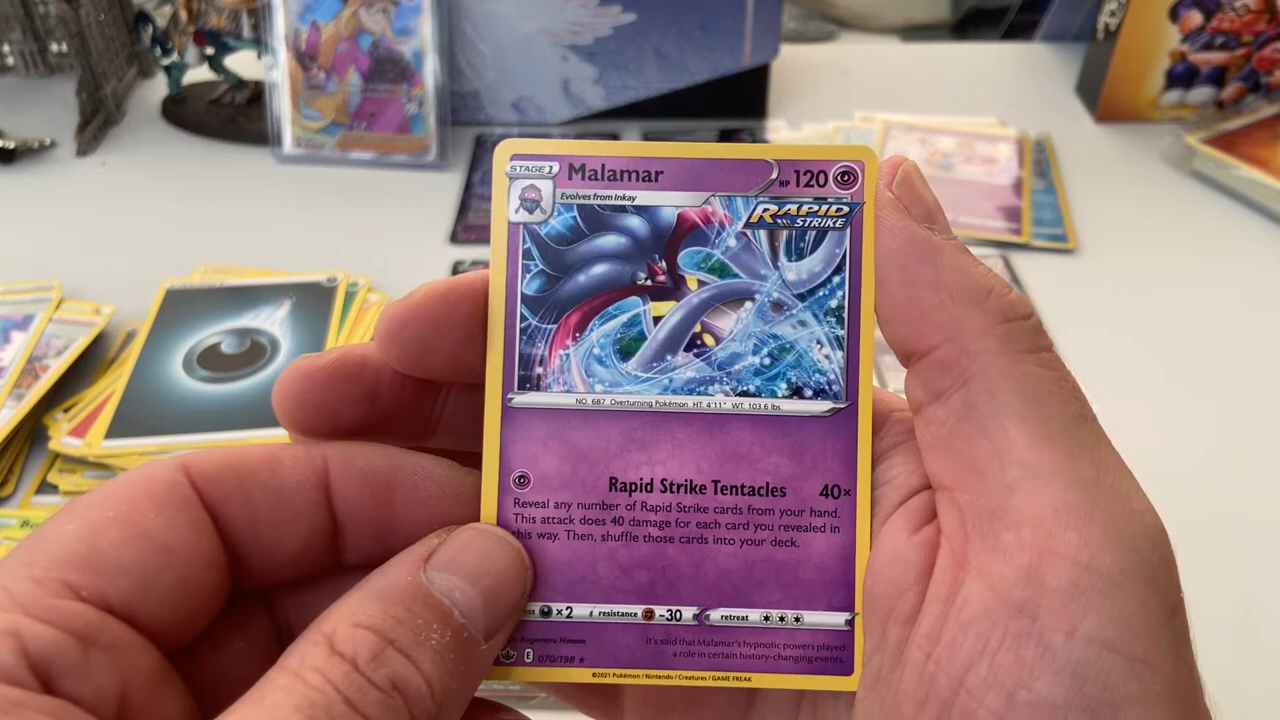 STAGE 1 Malamar HP 120
Evolves from Inkay
RAPID STRIKE
NO. 687 Overturning Pokémon HT: 4'11" WT: 103.6 lbs.
Rapid Strike Tentacles 40×
Reveal any number of Rapid Strike cards from your hand.
This attack does 40 damage for each card you revealed in
this way. Then, shuffle those cards into your deck.
×2 resistance -30 retreat
Kagemaru Himeno
It's said that Malamar's hypnotic powers played
a role in certain history-changing events.
E 070/198
©2021 Pokémon / Nintendo / Creatures / GAME FREAK